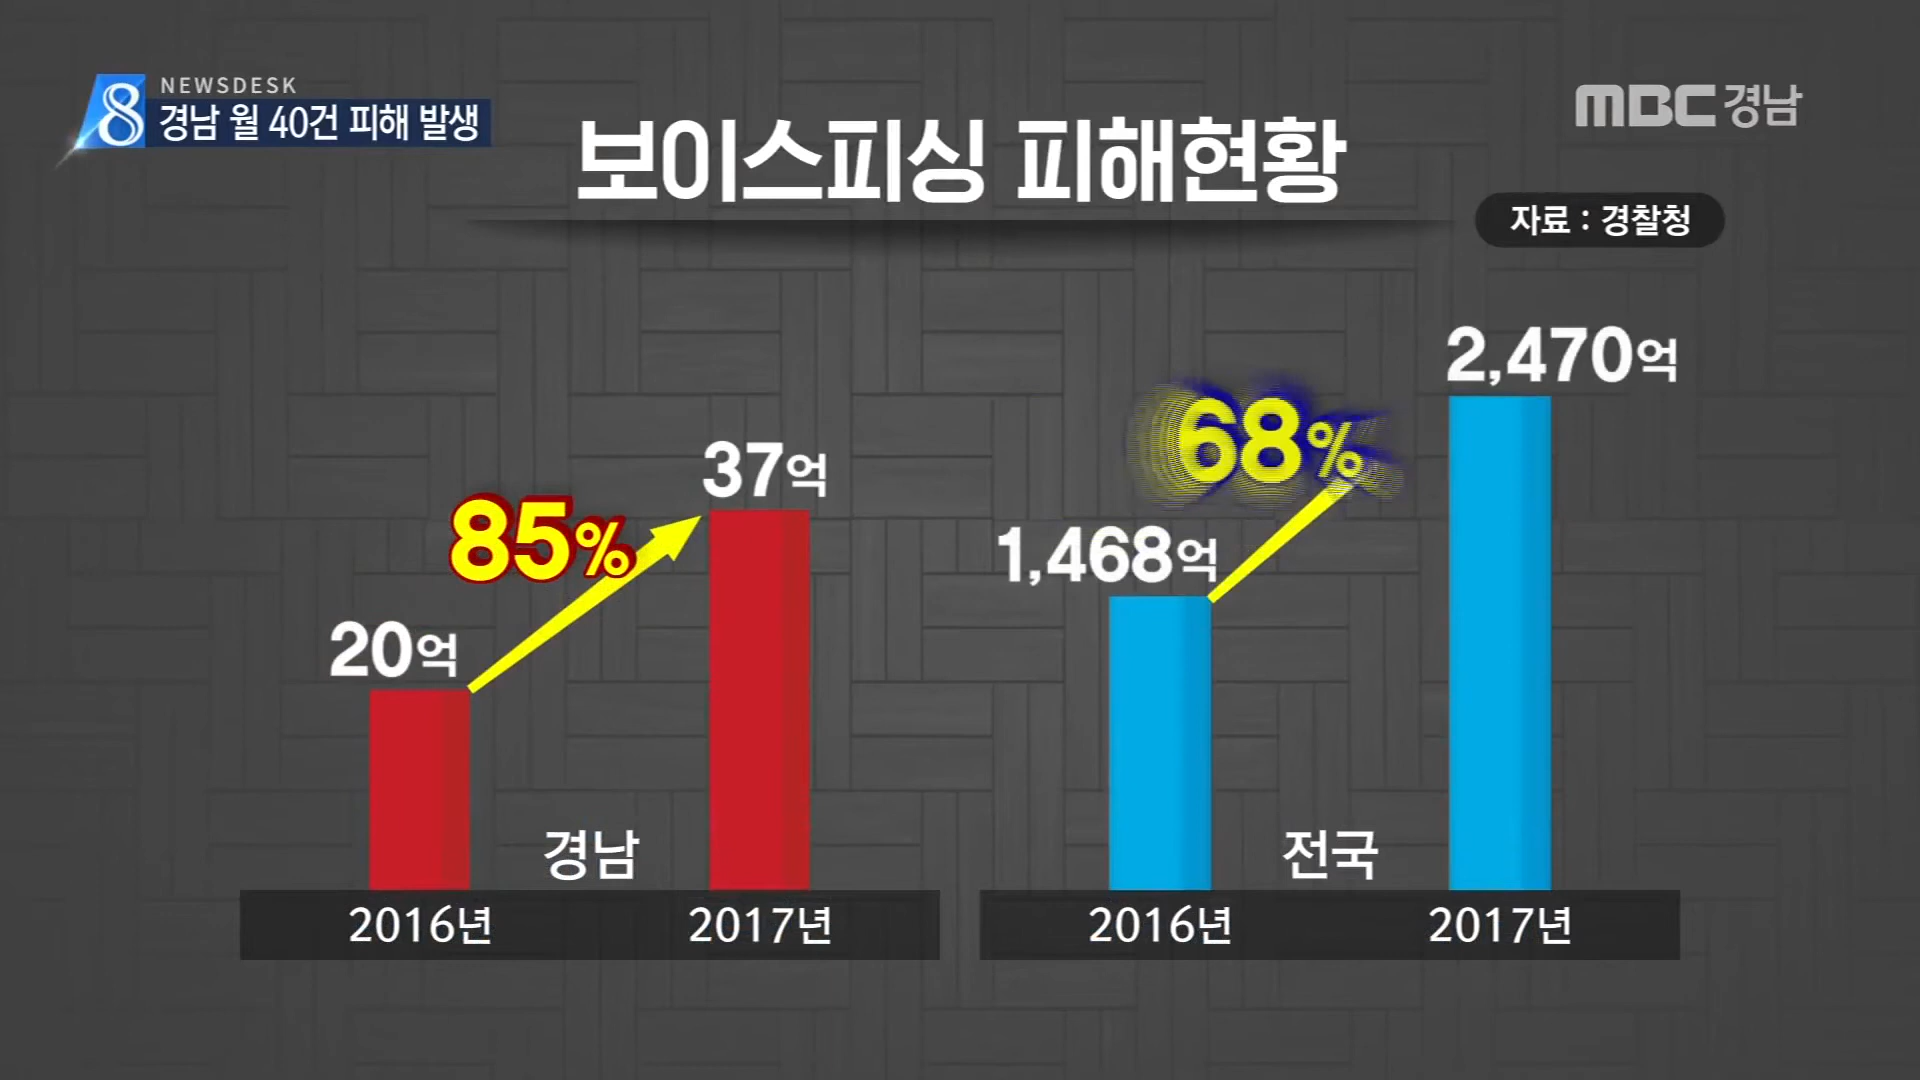 NEWSDESK
8 경남 월 40건 피해 발생
MBC경남
보이스피싱 피해현황
자료 : 경찰청
20억
85%
37억
1,468억
68%
2,470억
경남
전국
2016년
2017년
2016년
2017년